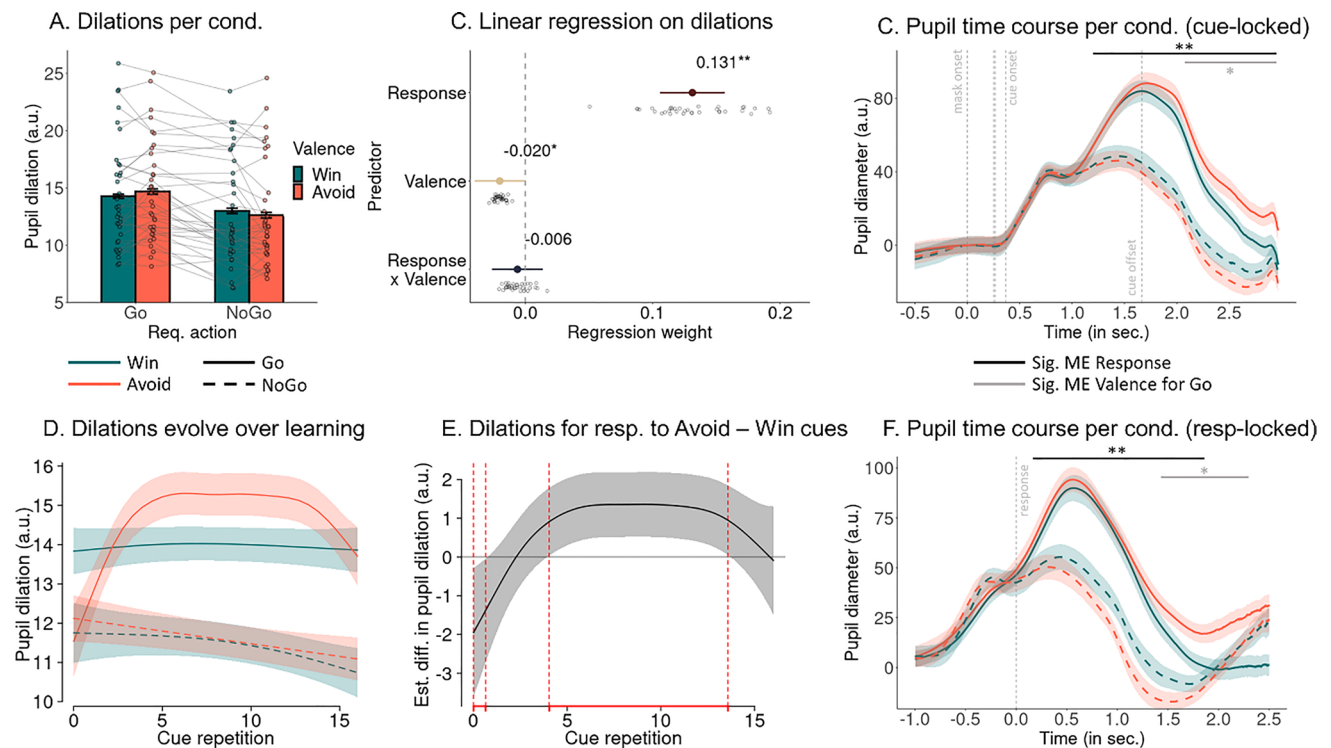 A. Dilations per cond.
Pupil dilation (a.u.)
25
20
15
10
5
Go
NoGo
Req. action
Valence
Win
Avoid
C. Linear regression on dilations
Predictor
Response
Valence
Response
x Valence
0.131**
-0.020*
-0.006
0.0
0.1
0.2
Regression weight
C. Pupil time course per cond. (cue-locked)
Pupil diameter (a.u.)
80
40
0
mask onset
cue onset
cue offset
**
*
-0.5
0.0
0.5
1.0
1.5
2.0
2.5
Time (in sec.)
Win
Avoid
Go
NoGo
Sig. ME Response
Sig. ME Valence for Go
D. Dilations evolve over learning
Pupil dilation (a.u.)
16
15
14
13
12
11
10
0
5
10
15
Cue repetition
E. Dilations for resp. to Avoid – Win cues
Est. diff. in pupil dilation (a.u.)
2
1
0
-1
-2
-3
0
5
10
15
Cue repetition
F. Pupil time course per cond. (resp-locked)
Pupil diameter (a.u.)
100
75
50
25
0
response
**
*
-1.0
-0.5
0.0
0.5
1.0
1.5
2.0
2.5
Time (in sec.)